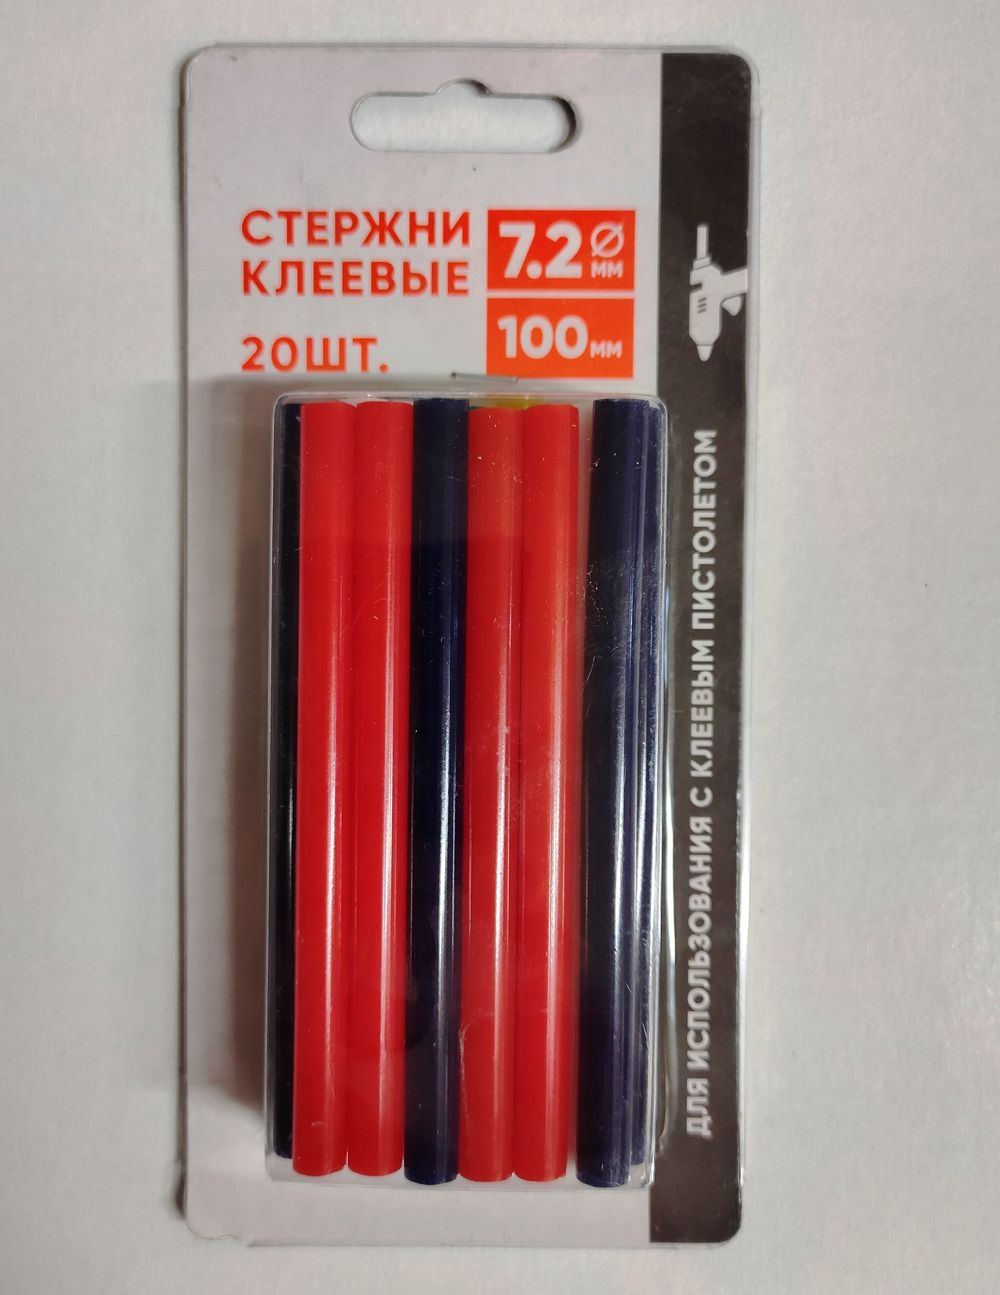 СТЕРЖНИ
КЛЕЕВЫЕ
20ШТ.
7.2 Ø
ММ
100ММ
ДЛЯ ИСПОЛЬЗОВАНИЯ С КЛЕЕВЫМ ПИСТОЛЕТОМ